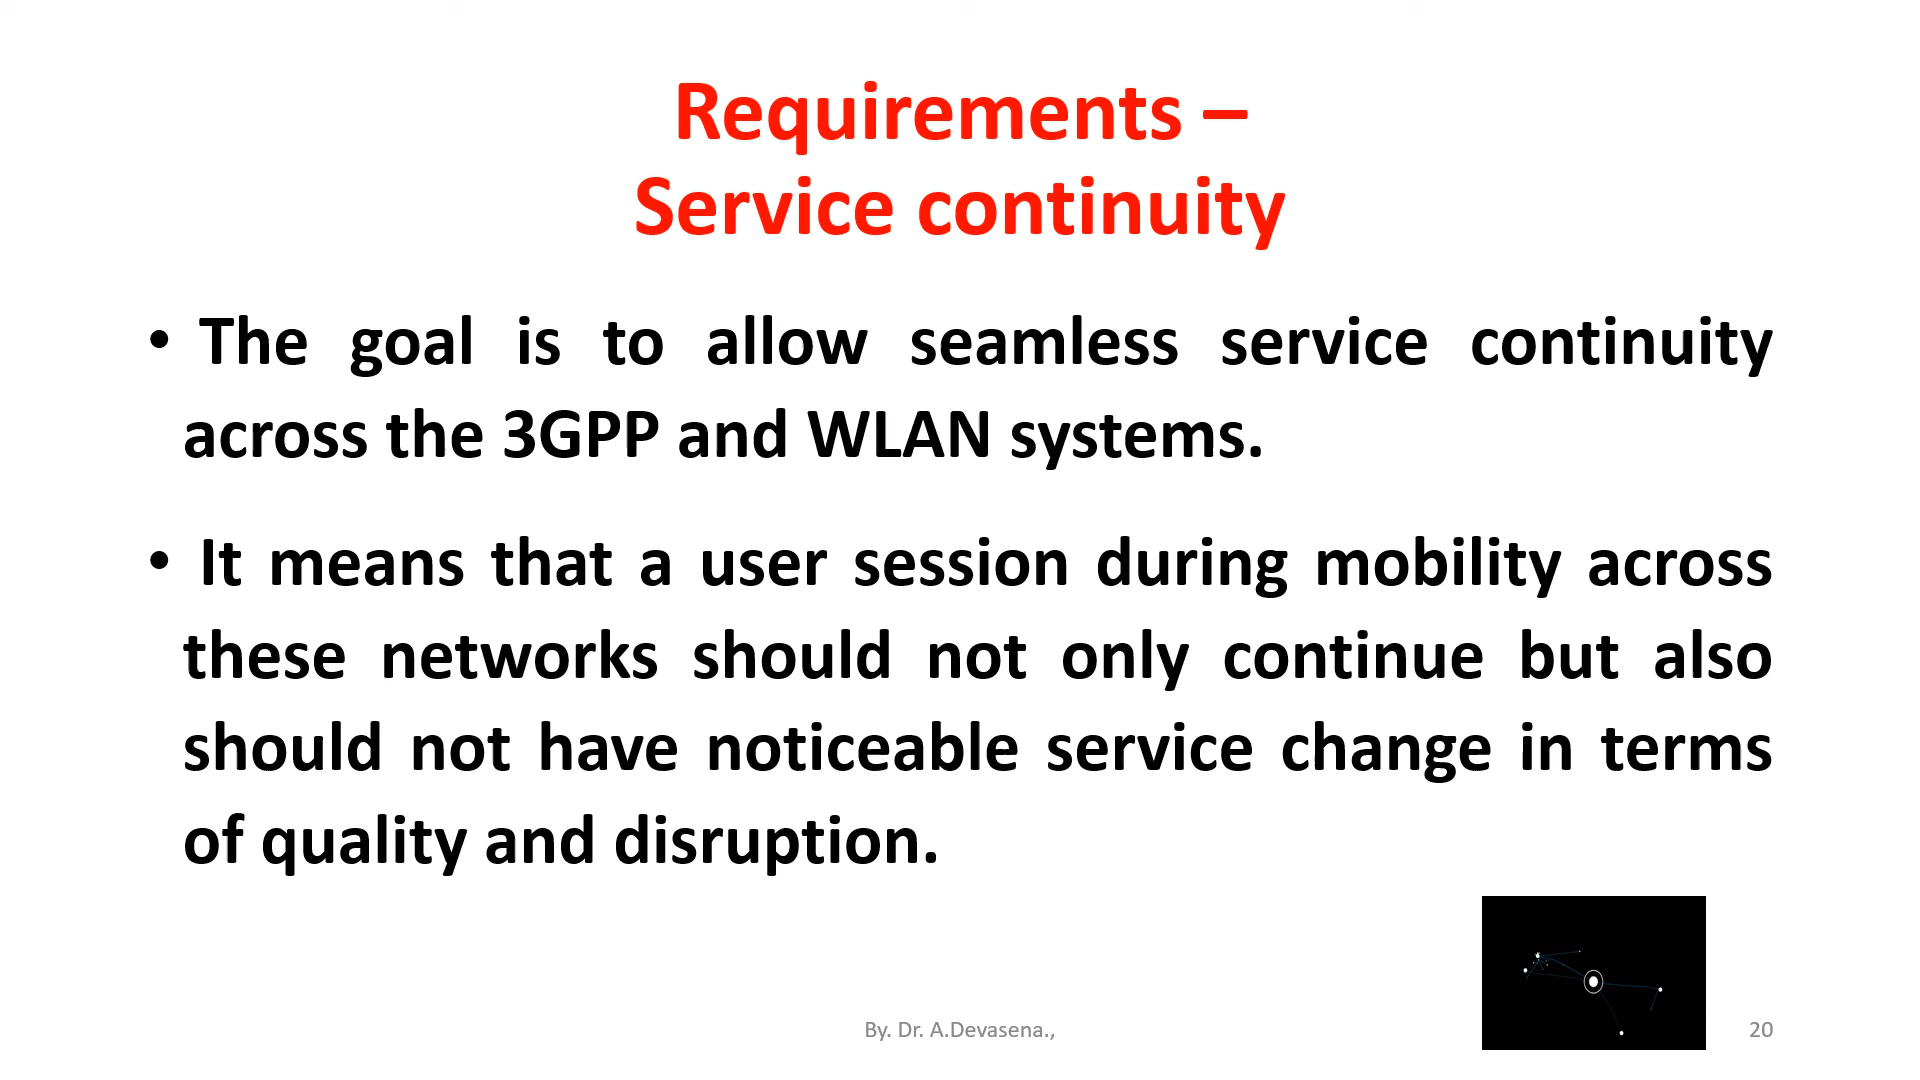 Requirements –
Service continuity
• The goal is to allow seamless service continuity
across the 3GPP and WLAN systems.
• It means that a user session during mobility across
these networks should not only continue but also
should not have noticeable service change in terms
of quality and disruption.
By. Dr. A.Devasena.,
20